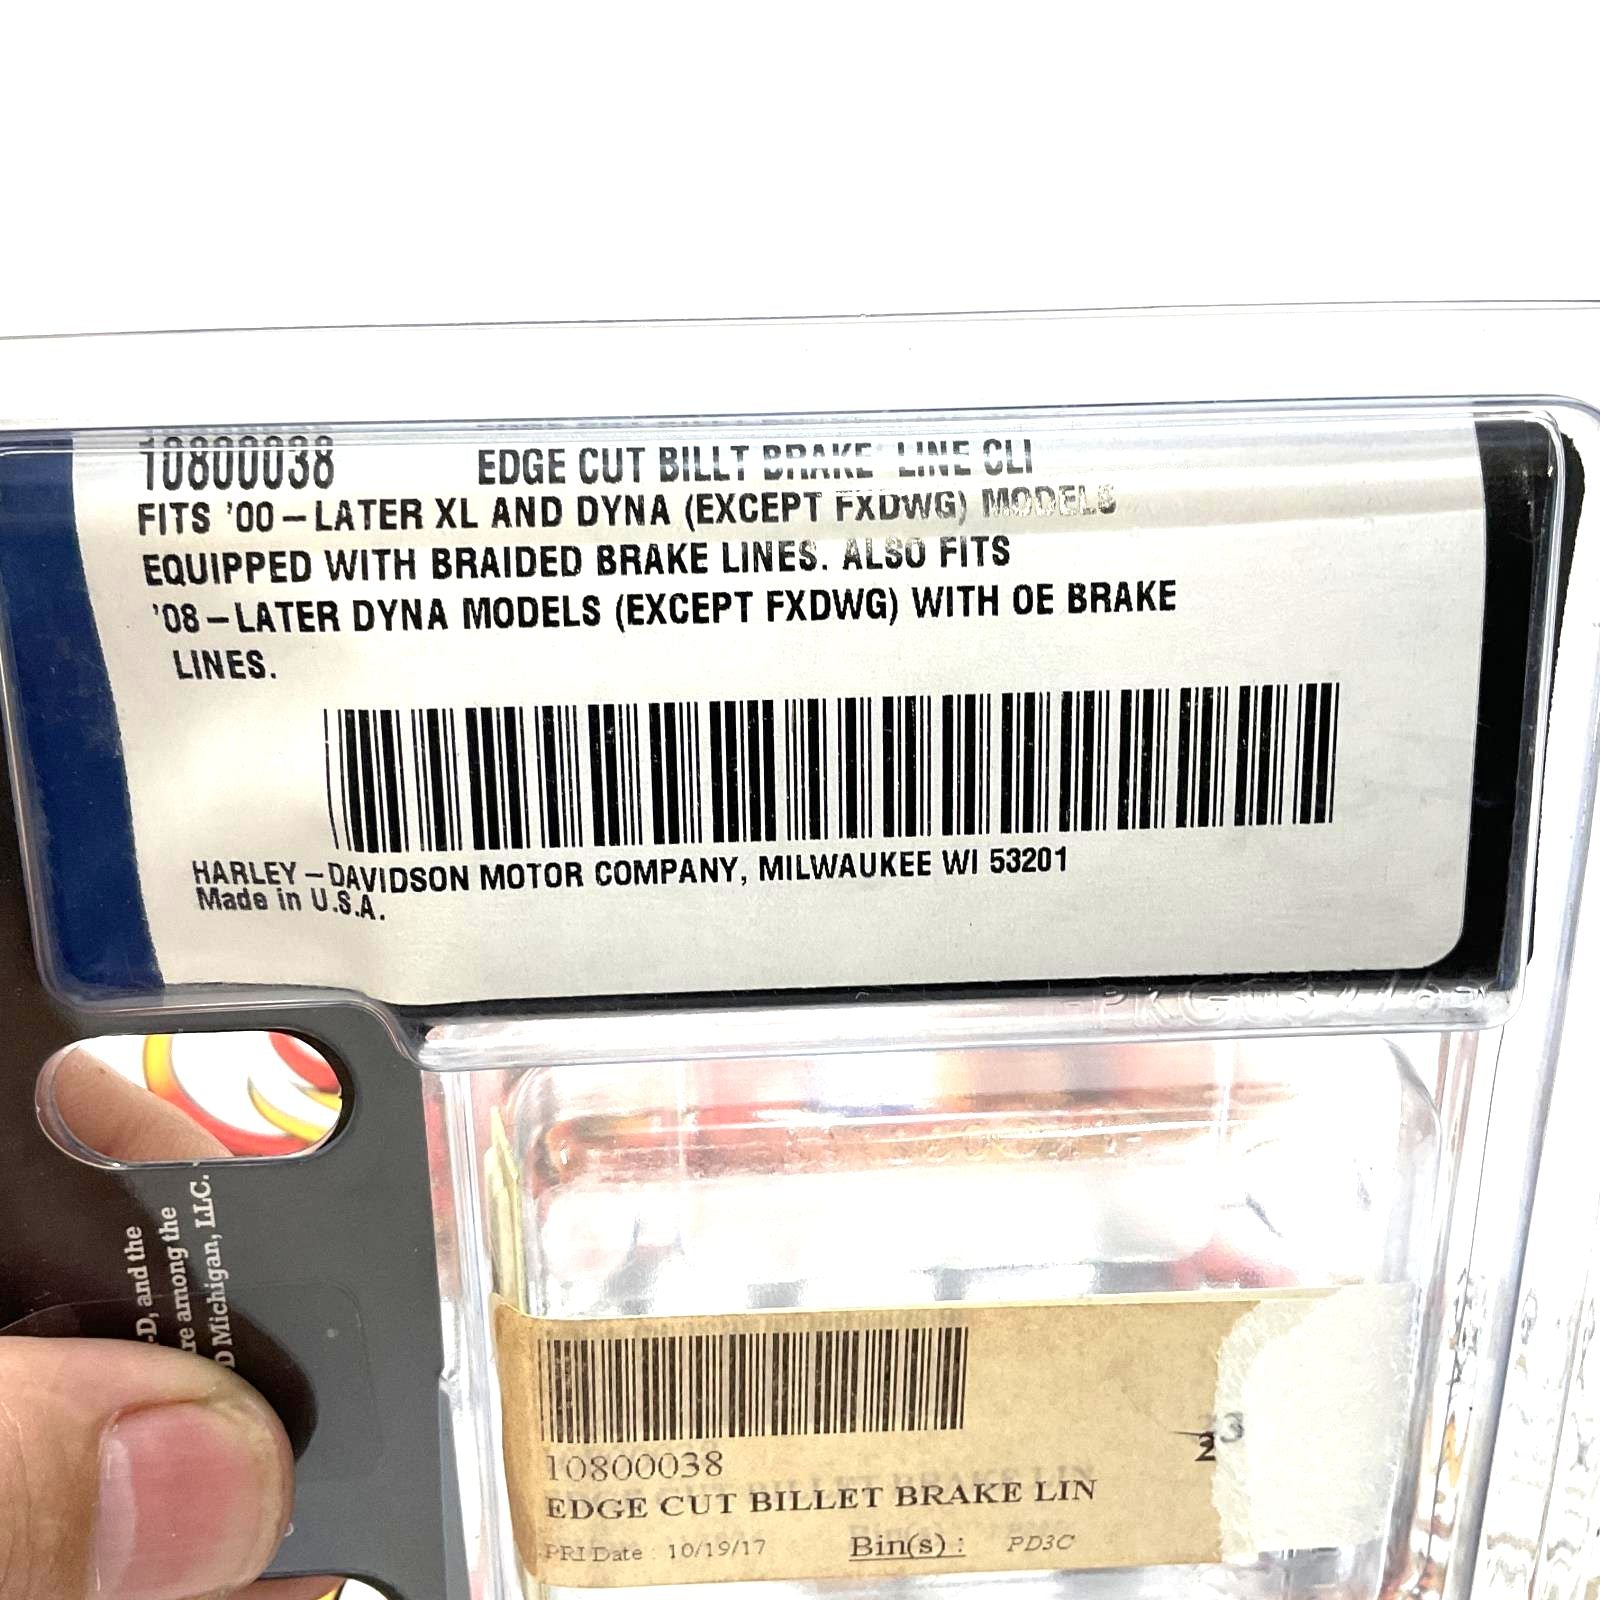 10800038 EDGE CUT BILLT BRAKE LINE CLI
FITS '00-LATER XL AND DYNA (EXCEPT FXDWG) MODELS
EQUIPPED WITH BRAIDED BRAKE LINES. ALSO FITS
'08-LATER DYNA MODELS (EXCEPT FXDWG) WITH OE BRAKE
LINES.
HARLEY-DAVIDSON MOTOR COMPANY, MILWAUKEE WI 53201
Made in U.S.A.
-D, and the
re among the
D Michigan, LLC.
10800038
EDGE CUT BILLET BRAKE LIN
PRI Date : 10/19/17 Bin(s) : PD3C